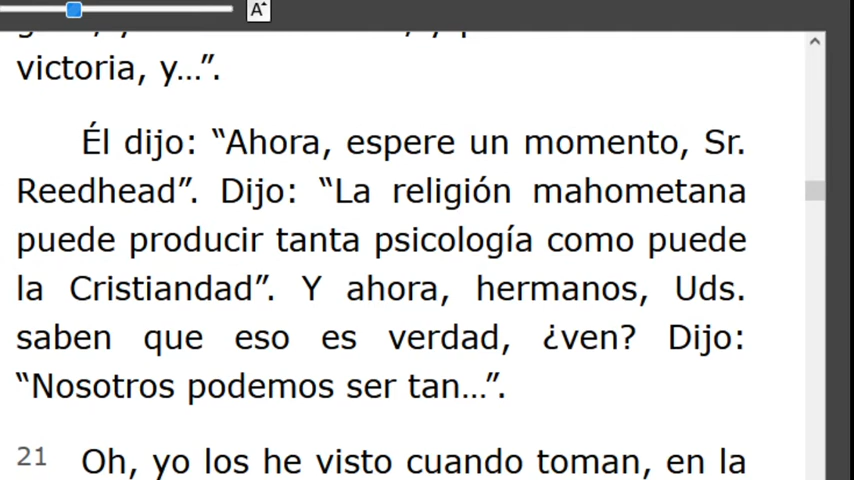 A
victoria, y...”.
Él dijo: “Ahora, espere un momento, Sr.
Reedhead”. Dijo: “La religión mahometana
puede producir tanta psicología como puede
la Cristiandad”. Y ahora, hermanos, Uds.
saben que eso es verdad, ¿ven? Dijo:
“Nosotros podemos ser tan...”.
21 Oh, yo los he visto cuando toman, en la